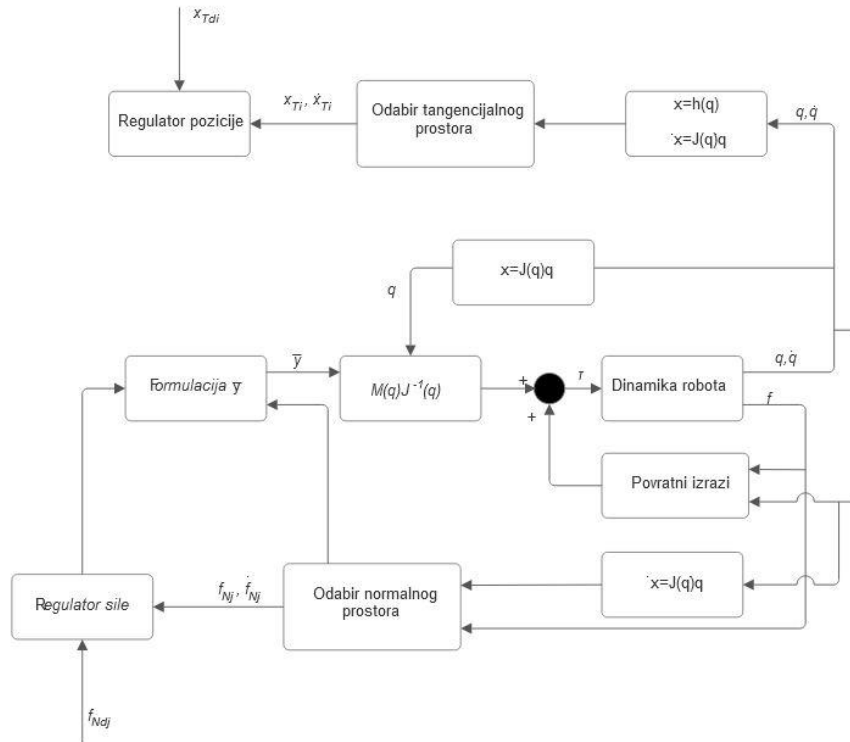 x_Tdi
Regulator pozicije
x_Ti, ẋ_Ti
Odabir tangencijalnog
prostora
x=h(q)
˙x=J(q)q
q,q̇
x=J(q)q
q
Formulacija y̅
y̅
M(q)J⁻¹(q)
+
+
τ
Dinamika robota
q,q̇
f
Povratni izrazi
Regulator sile
f_Nj, ḟ_Nj
Odabir normalnog
prostora
˙x=J(q)q
f_Ndj